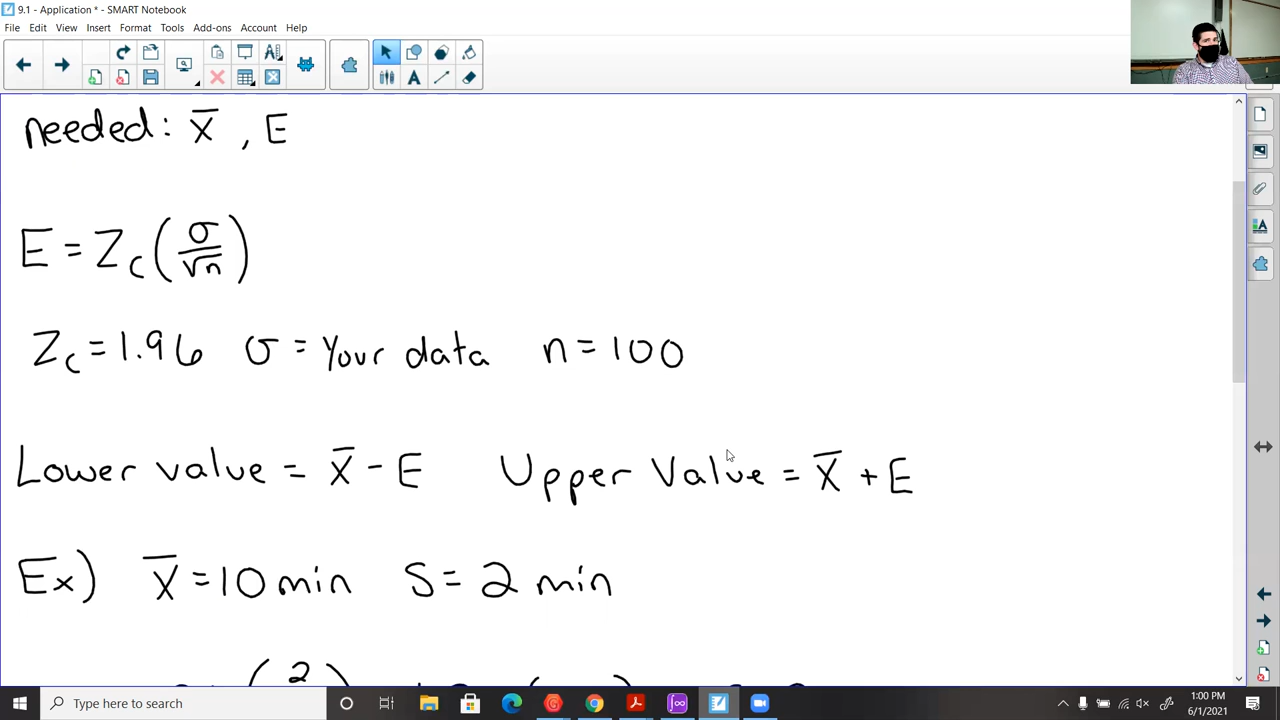 9.1 - Application * - SMART Notebook
File Edit View Insert Format Tools Add-ons Account Help
needed: x̄ , E
E = Zc (σ/√n)
Zc = 1.96 σ = Your data n = 100
Lower value = x̄ - E Upper Value = x̄ + E
Ex) x̄ = 10 min S = 2 min
2
Type here to search
1:00 PM
6/1/2021